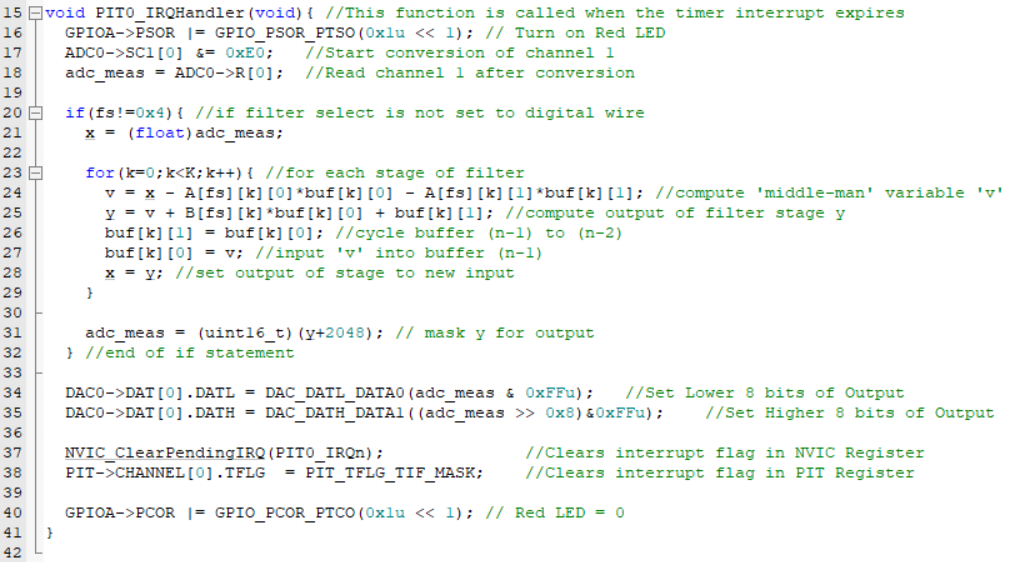 15 void PIT0_IRQHandler(void){ //This function is called when the timer interrupt expires
16 GPIOA->PSOR |= GPIO_PSOR_PTSO(0x1u << 1); // Turn on Red LED
17 ADC0->SC1[0] &= 0xE0; //Start conversion of channel 1
18 adc_meas = ADC0->R[0]; //Read channel 1 after conversion
19
20 if(fs!=0x4){ //if filter select is not set to digital wire
21 x = (float)adc_meas;
22
23 for(k=0;k<K;k++){ //for each stage of filter
24 v = x - A[fs][k][0]*buf[k][0] - A[fs][k][1]*buf[k][1]; //compute 'middle-man' variable 'v'
25 y = v + B[fs][k]*buf[k][0] + buf[k][1]; //compute output of filter stage y
26 buf[k][1] = buf[k][0]; //cycle buffer (n-1) to (n-2)
27 buf[k][0] = v; //input 'v' into buffer (n-1)
28 x = y; //set output of stage to new input
29 }
30
31 adc_meas = (uint16_t)(y+2048); // mask y for output
32 } //end of if statement
33
34 DAC0->DAT[0].DATL = DAC_DATL_DATA0(adc_meas & 0xFFu); //Set Lower 8 bits of Output
35 DAC0->DAT[0].DATH = DAC_DATH_DATA1((adc_meas >> 0x8)&0xFFu); //Set Higher 8 bits of Output
36
37 NVIC_ClearPendingIRQ(PIT0_IRQn); //Clears interrupt flag in NVIC Register
38 PIT->CHANNEL[0].TFLG = PIT_TFLG_TIF_MASK; //Clears interrupt flag in PIT Register
39
40 GPIOA->PCOR |= GPIO_PCOR_PTCO(0x1u << 1); // Red LED = 0
41 }
42